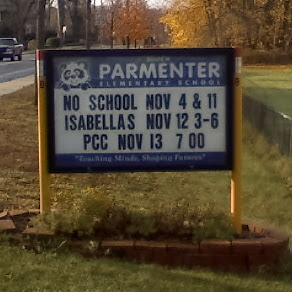 PARMENTER
ELEMENTARY SCHOOL
NO SCHOOL NOV 4 & 11
ISABELLAS NOV 12 3-6
PCC NOV 13 7 00
"Teaching Minds, Shaping Futures"